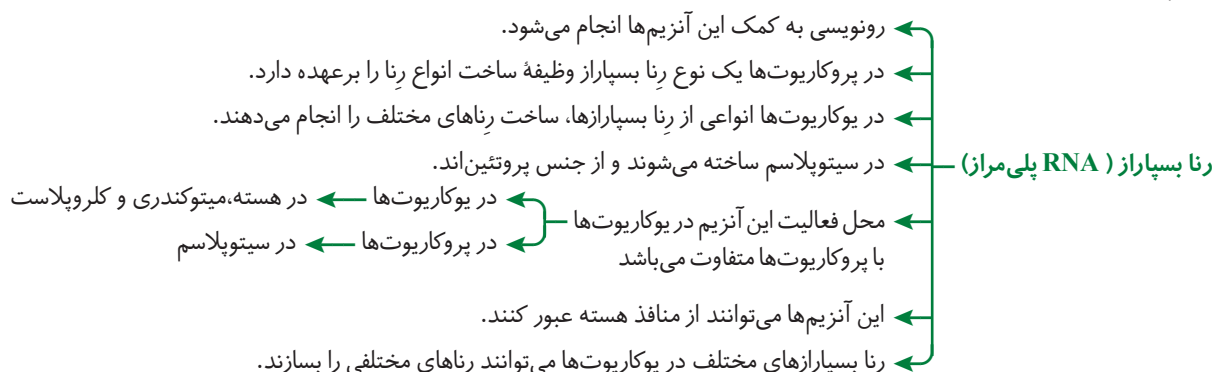 رونویسی به کمک این آنزیم‌ها انجام می‌شود.
در پروکاریوت‌ها یک نوع رِنا بسپاراز وظیفهٔ ساخت انواع رِنا را برعهده دارد.
در یوکاریوت‌ها انواعی از رِنا بسپارازها، ساخت رِناهای مختلف را انجام می‌دهند.
رنا بسپاراز ( RNA پلی‌مراز)
در سیتوپلاسم ساخته می‌شوند و از جنس پروتئین‌اند.
محل فعالیت این آنزیم در یوکاریوت‌ها
با پروکاریوت‌ها متفاوت می‌باشد
در یوکاریوت‌ها در هسته،میتوکندری و کلروپلاست
در پروکاریوت‌ها در سیتوپلاسم
این آنزیم‌ها می‌توانند از منافذ هسته عبور کنند.
رنا بسپارازهای مختلف در یوکاریوت‌ها می‌توانند رناهای مختلفی را بسازند.